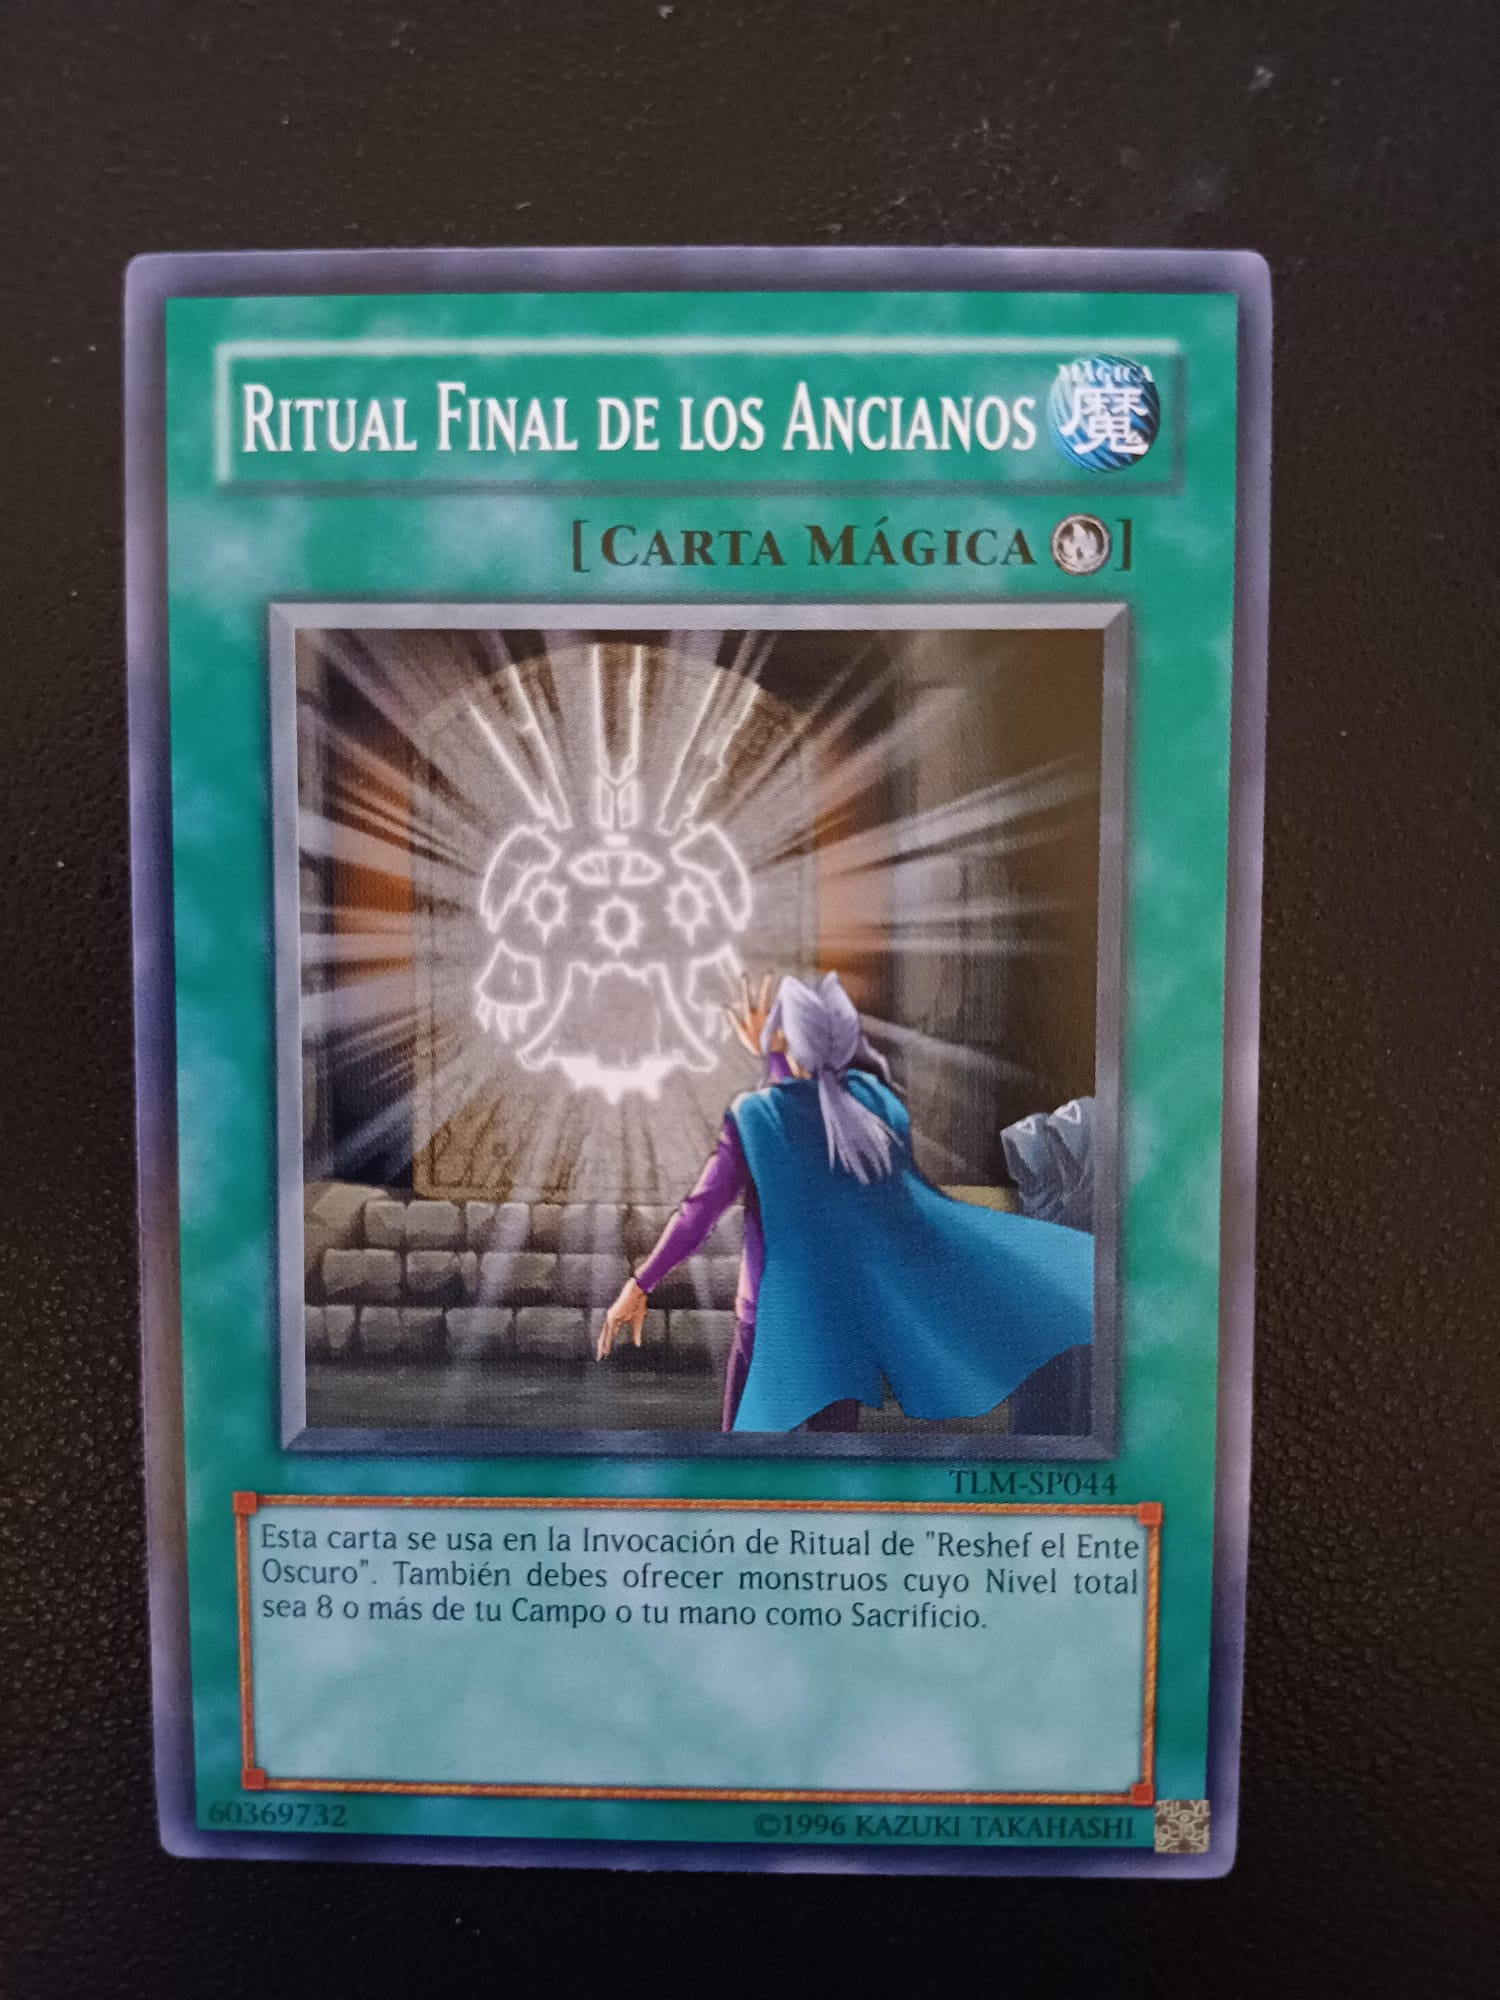 RITUAL FINAL DE LOS ANCIANOS
MÁGICA
魔
[CARTA MÁGICA]
TLM-SP044
Esta carta se usa en la Invocación de Ritual de "Reshef el Ente
Oscuro". También debes ofrecer monstruos cuyo Nivel total
sea 8 o más de tu Campo o tu mano como Sacrificio.
60369732
©1996 KAZUKI TAKAHASHI